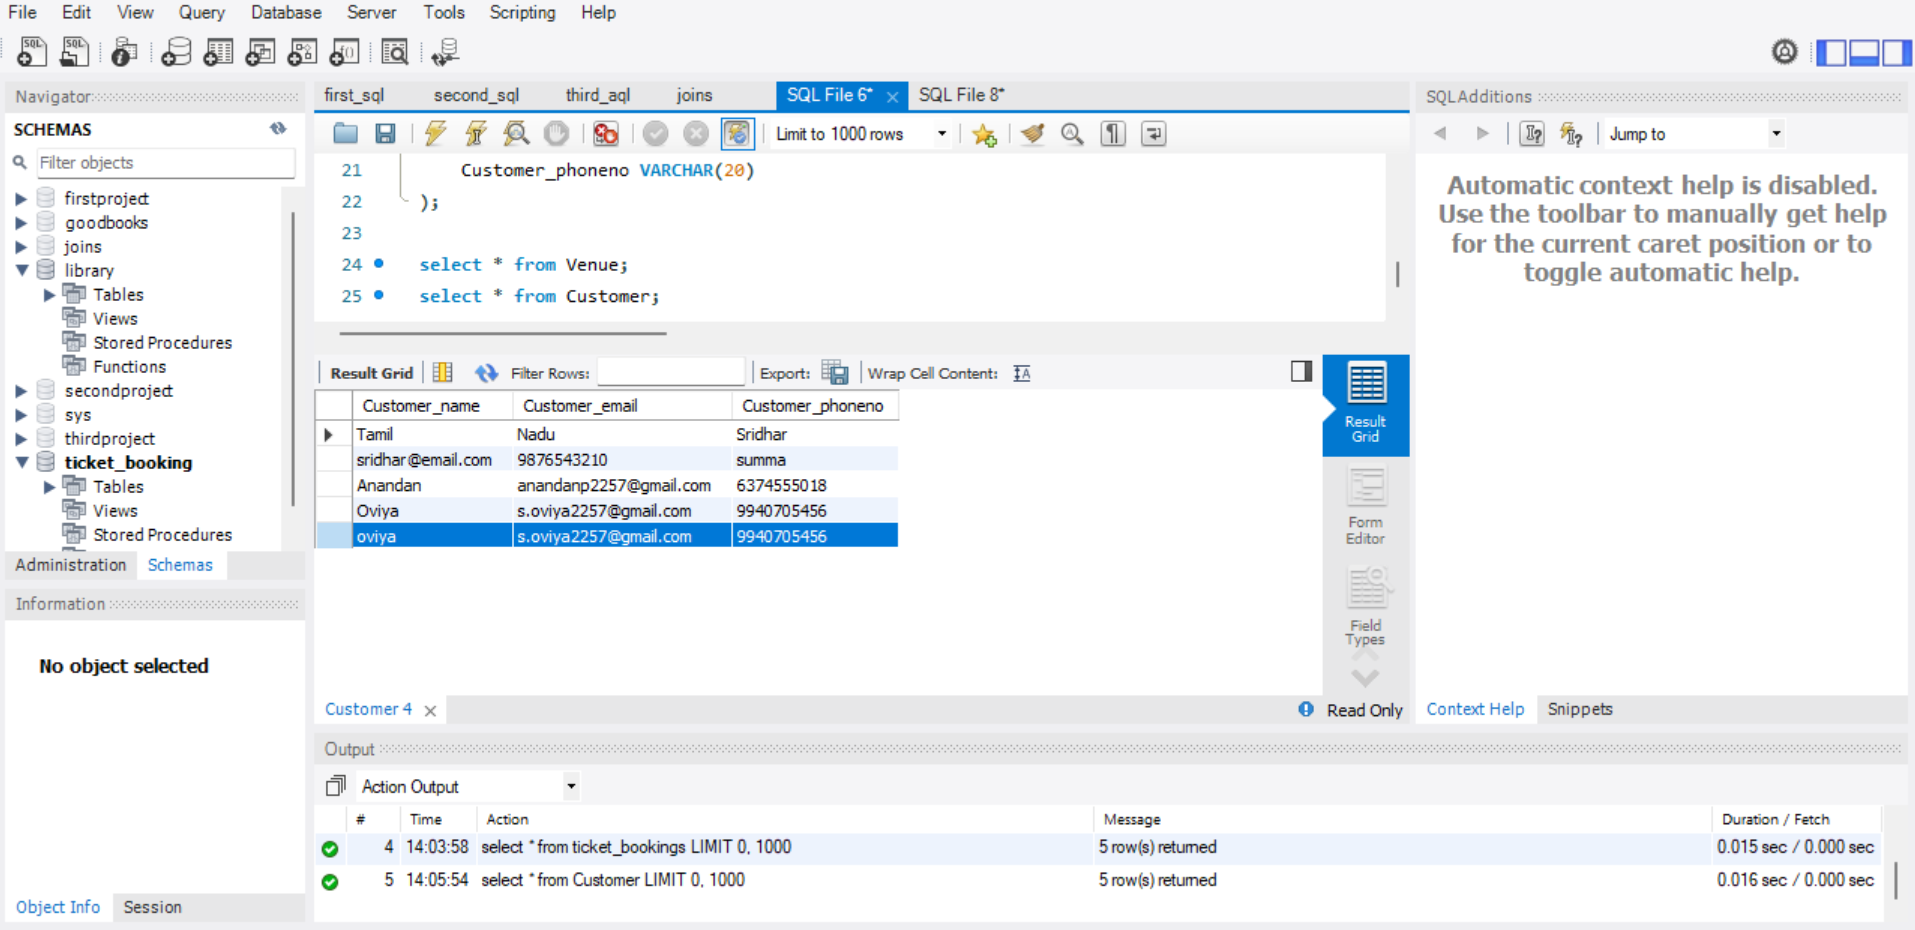 File Edit View Query Database Server Tools Scripting Help
Navigator
SCHEMAS
Filter objects
firstproject
goodbooks
joins
library
Tables
Views
Stored Procedures
Functions
secondproject
sys
thirdproject
ticket_booking
Tables
Views
Stored Procedures
Administration Schemas
Information
No object selected
Object Info Session
first_sql second_sql third_aql joins SQL File 6* SQL File 8*
Limit to 1000 rows
21 Customer_phoneno VARCHAR(20)
22 );
23
24 select * from Venue;
25 select * from Customer;
Result Grid Filter Rows: Export: Wrap Cell Content:
Customer_name Customer_email Customer_phoneno
Tamil Nadu Sridhar
sridhar@email.com 9876543210 summa
Anandan anandanp2257@gmail.com 6374555018
Oviya s.oviya2257@gmail.com 9940705456
oviya s.oviya2257@gmail.com 9940705456
Result
Grid
Form
Editor
Field
Types
Customer 4 Read Only
SQLAdditions
Jump to
Automatic context help is disabled.
Use the toolbar to manually get help
for the current caret position or to
toggle automatic help.
Context Help Snippets
Output
Action Output
# Time Action Message Duration / Fetch
4 14:03:58 select * from ticket_bookings LIMIT 0, 1000 5 row(s) returned 0.015 sec / 0.000 sec
5 14:05:54 select * from Customer LIMIT 0, 1000 5 row(s) returned 0.016 sec / 0.000 sec